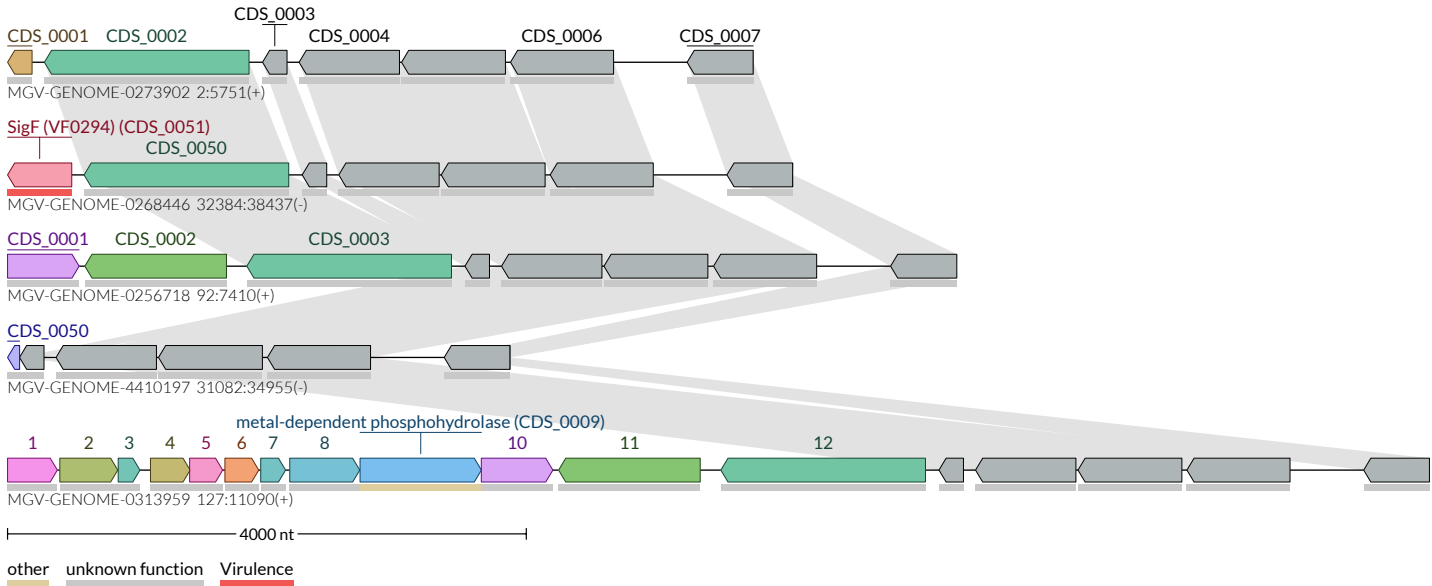 CDS_0003
CDS_0001 CDS_0002 CDS_0004 CDS_0006 CDS_0007
MGV-GENOME-0273902 2:5751(+)
SigF (VF0294) (CDS_0051)
CDS_0050
MGV-GENOME-0268446 32384:38437(-)
CDS_0001 CDS_0002 CDS_0003
MGV-GENOME-0256718 92:7410(+)
CDS_0050
MGV-GENOME-4410197 31082:34955(-)
metal-dependent phosphohydrolase (CDS_0009)
1 2 3 4 5 6 7 8 10 11 12
MGV-GENOME-0313959 127:11090(+)
4000 nt
other unknown function Virulence